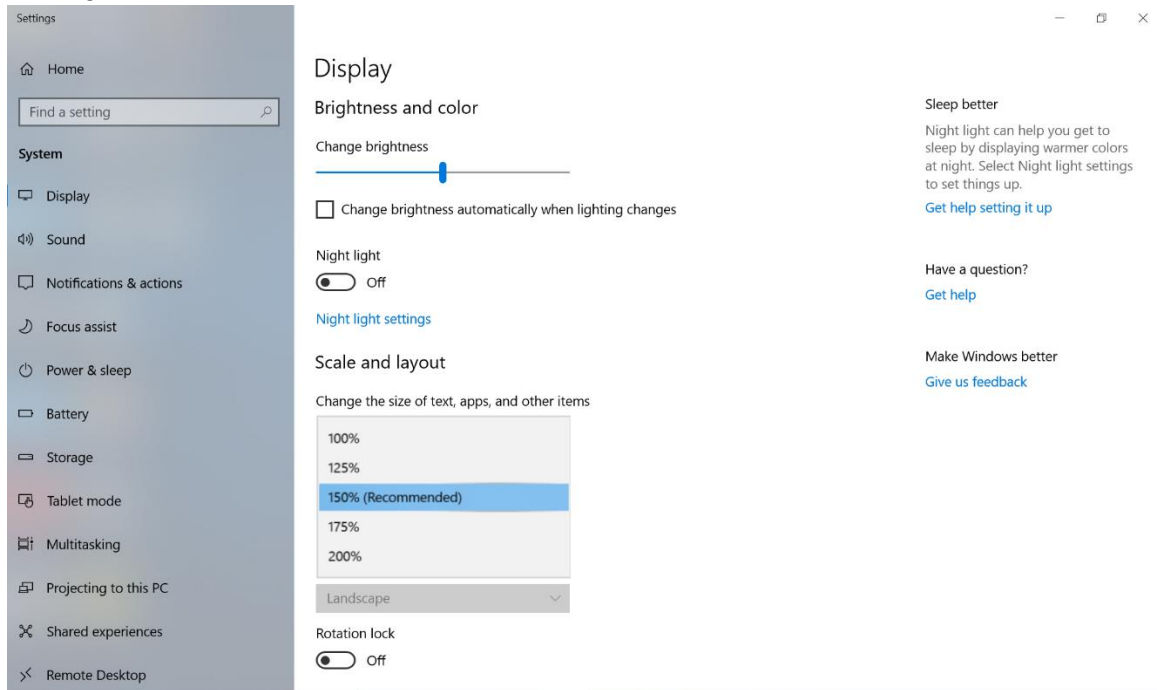 Settings
Home
Find a setting
System
Display
Sound
Notifications & actions
Focus assist
Power & sleep
Battery
Storage
Tablet mode
Multitasking
Projecting to this PC
Shared experiences
Remote Desktop
Display
Brightness and color
Change brightness
Change brightness automatically when lighting changes
Night light
Off
Night light settings
Scale and layout
Change the size of text, apps, and other items
100%
125%
150% (Recommended)
175%
200%
Landscape
Rotation lock
Off
Sleep better
Night light can help you get to
sleep by displaying warmer colors
at night. Select Night light settings
to set things up.
Get help setting it up
Have a question?
Get help
Make Windows better
Give us feedback